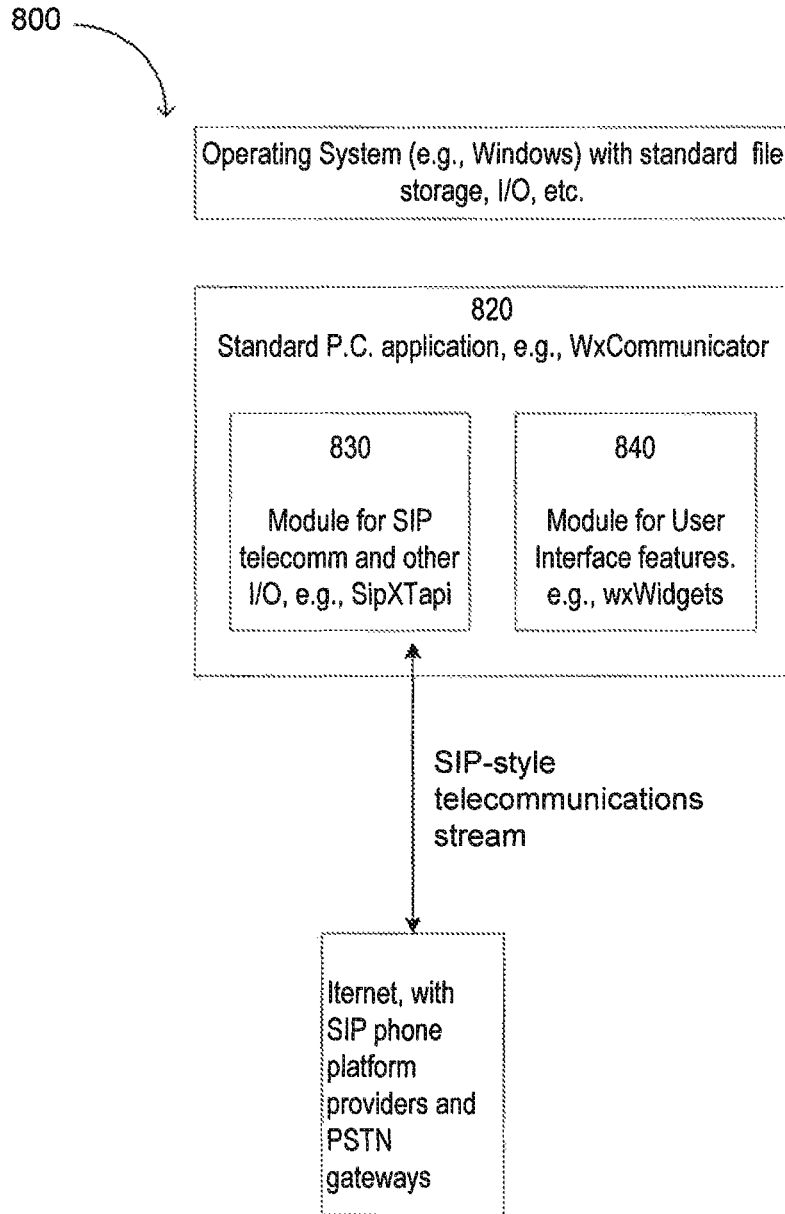 800
Operating System (e.g., Windows) with standard file
storage, I/O, etc.
820
Standard P.C. application, e.g., WxCommunicator
830
Module for SIP
telecomm and other
I/O, e.g., SipXTapi
840
Module for User
Interface features.
e.g., wxWidgets
SIP-style
telecommunications
stream
Iternet, with
SIP phone
platform
providers and
PSTN
gateways